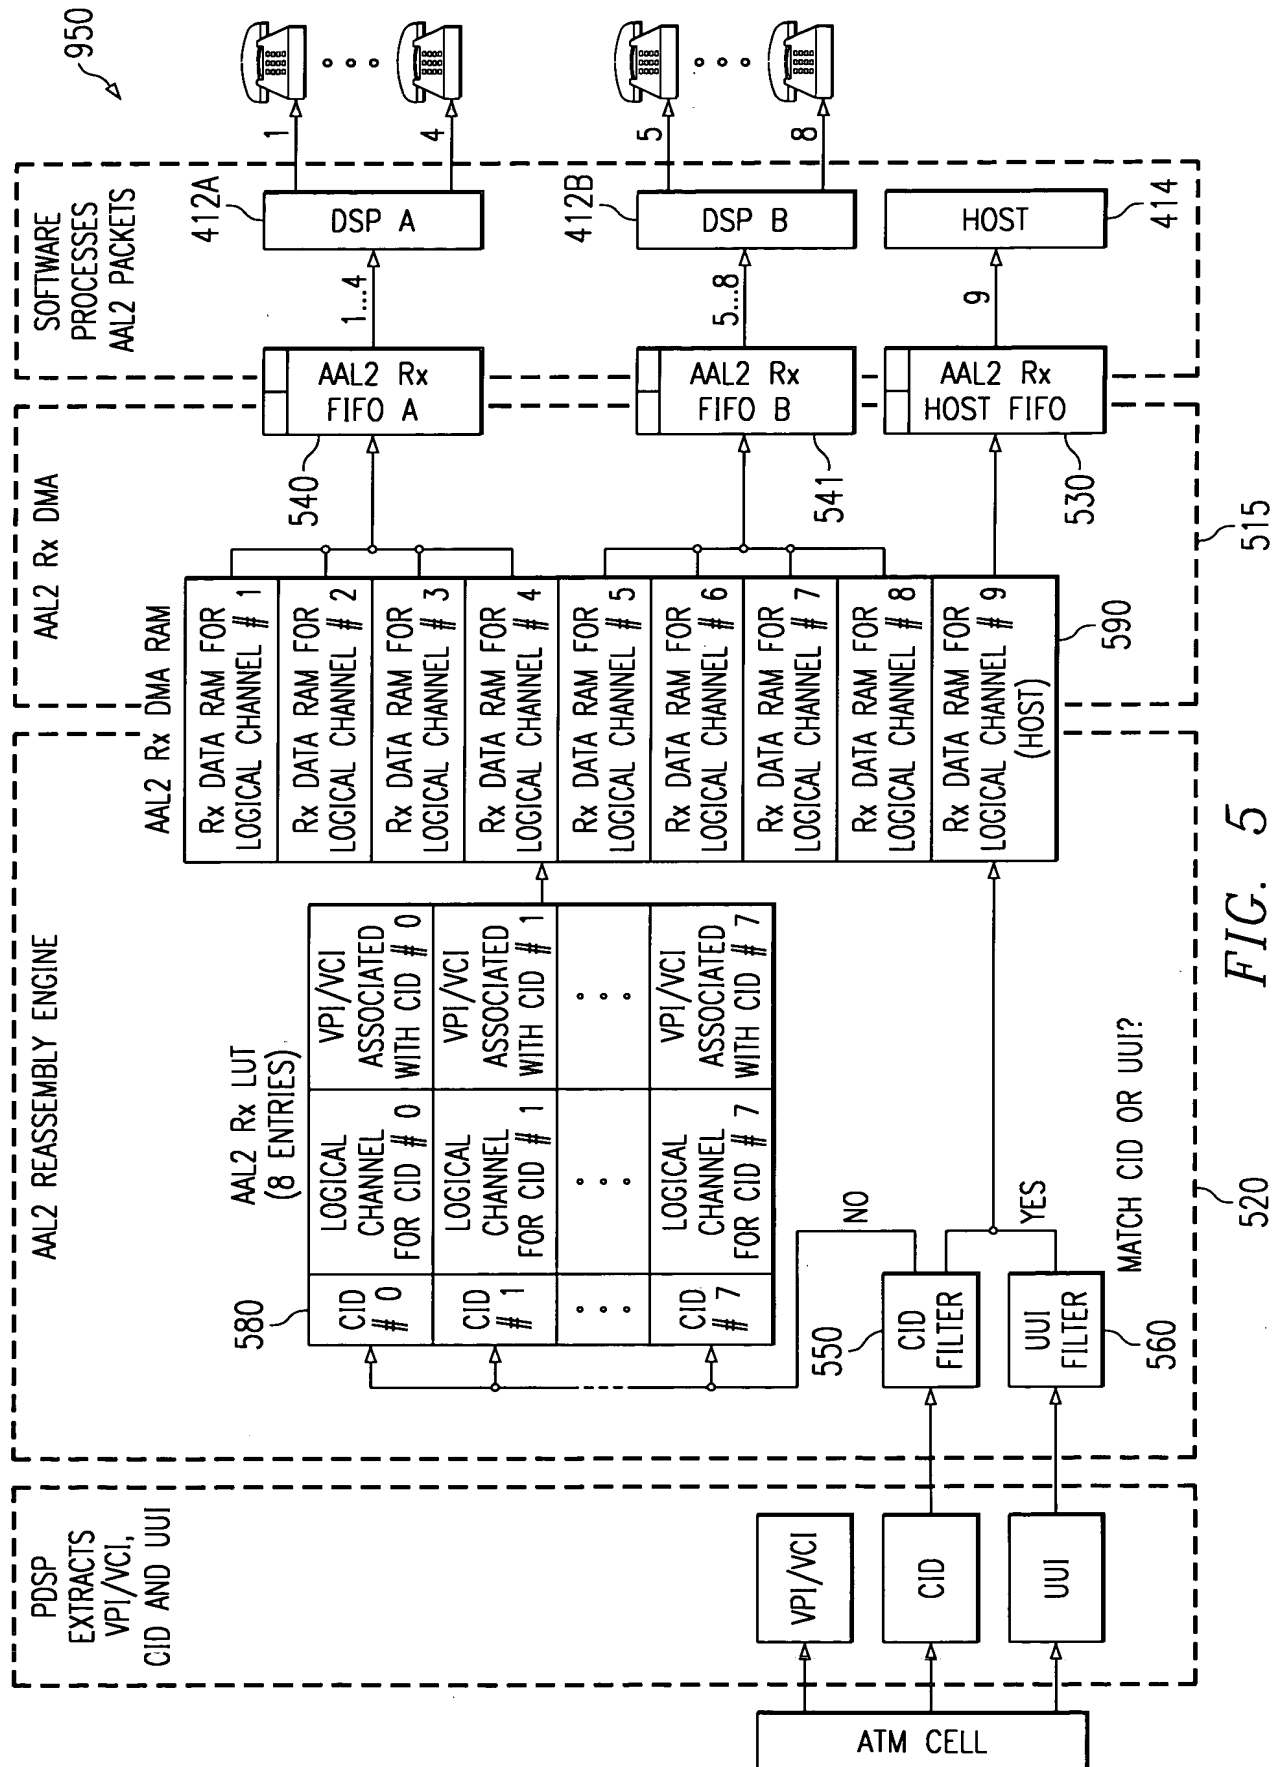 950
PDSP
EXTRACTS
VPI/VCI,
CID AND UUI
AAL2 REASSEMBLY ENGINE
AAL2 Rx DMA
SOFTWARE
PROCESSES
AAL2 PACKETS
ATM CELL
VPI/VCI
CID
UUI
CID
FILTER
550
UUI
FILTER
560
NO
YES
MATCH CID OR UUI?
AAL2 Rx LUT
(8 ENTRIES)
580
CID
# 0
LOGICAL
CHANNEL
FOR CID # 0
VPI/VCI
ASSOCIATED
WITH CID # 0
CID
# 1
LOGICAL
CHANNEL
FOR CID # 1
VPI/VCI
ASSOCIATED
WITH CID # 1
CID
# 7
LOGICAL
CHANNEL
FOR CID # 7
VPI/VCI
ASSOCIATED
WITH CID # 7
AAL2 Rx DMA RAM
Rx DATA RAM FOR
LOGICAL CHANNEL # 1
Rx DATA RAM FOR
LOGICAL CHANNEL # 2
Rx DATA RAM FOR
LOGICAL CHANNEL # 3
Rx DATA RAM FOR
LOGICAL CHANNEL # 4
Rx DATA RAM FOR
LOGICAL CHANNEL # 5
Rx DATA RAM FOR
LOGICAL CHANNEL # 6
Rx DATA RAM FOR
LOGICAL CHANNEL # 7
Rx DATA RAM FOR
LOGICAL CHANNEL # 8
Rx DATA RAM FOR
LOGICAL CHANNEL # 9
(HOST)
590
540
AAL2 Rx
FIFO A
1...4
412A
DSP A
1
4
541
AAL2 Rx
FIFO B
5...8
412B
DSP B
5
8
530
AAL2 Rx
HOST FIFO
9
HOST
414
520
515
FIG. 5